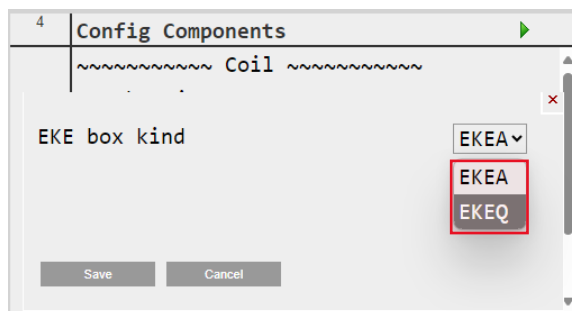 4
Config Components
~~~~~~~~~~~ Coil ~~~~~~~~~~~
EKE box kind
EKEA
EKEA
EKEQ
Save Cancel